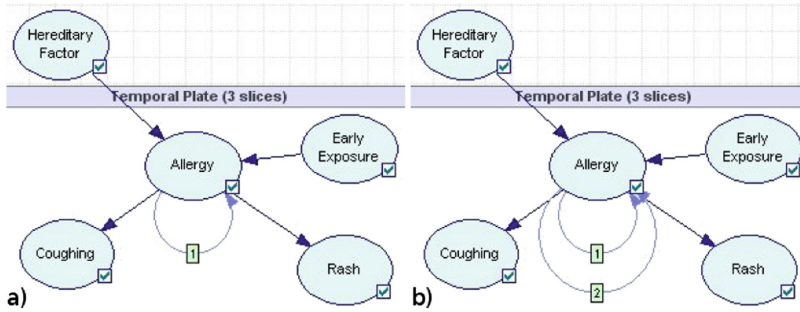 Hereditary
Factor
Temporal Plate (3 slices)
Allergy
Early
Exposure
Coughing
1
Rash
a)
Hereditary
Factor
Temporal Plate (3 slices)
Allergy
Early
Exposure
Coughing
1
Rash
2
b)